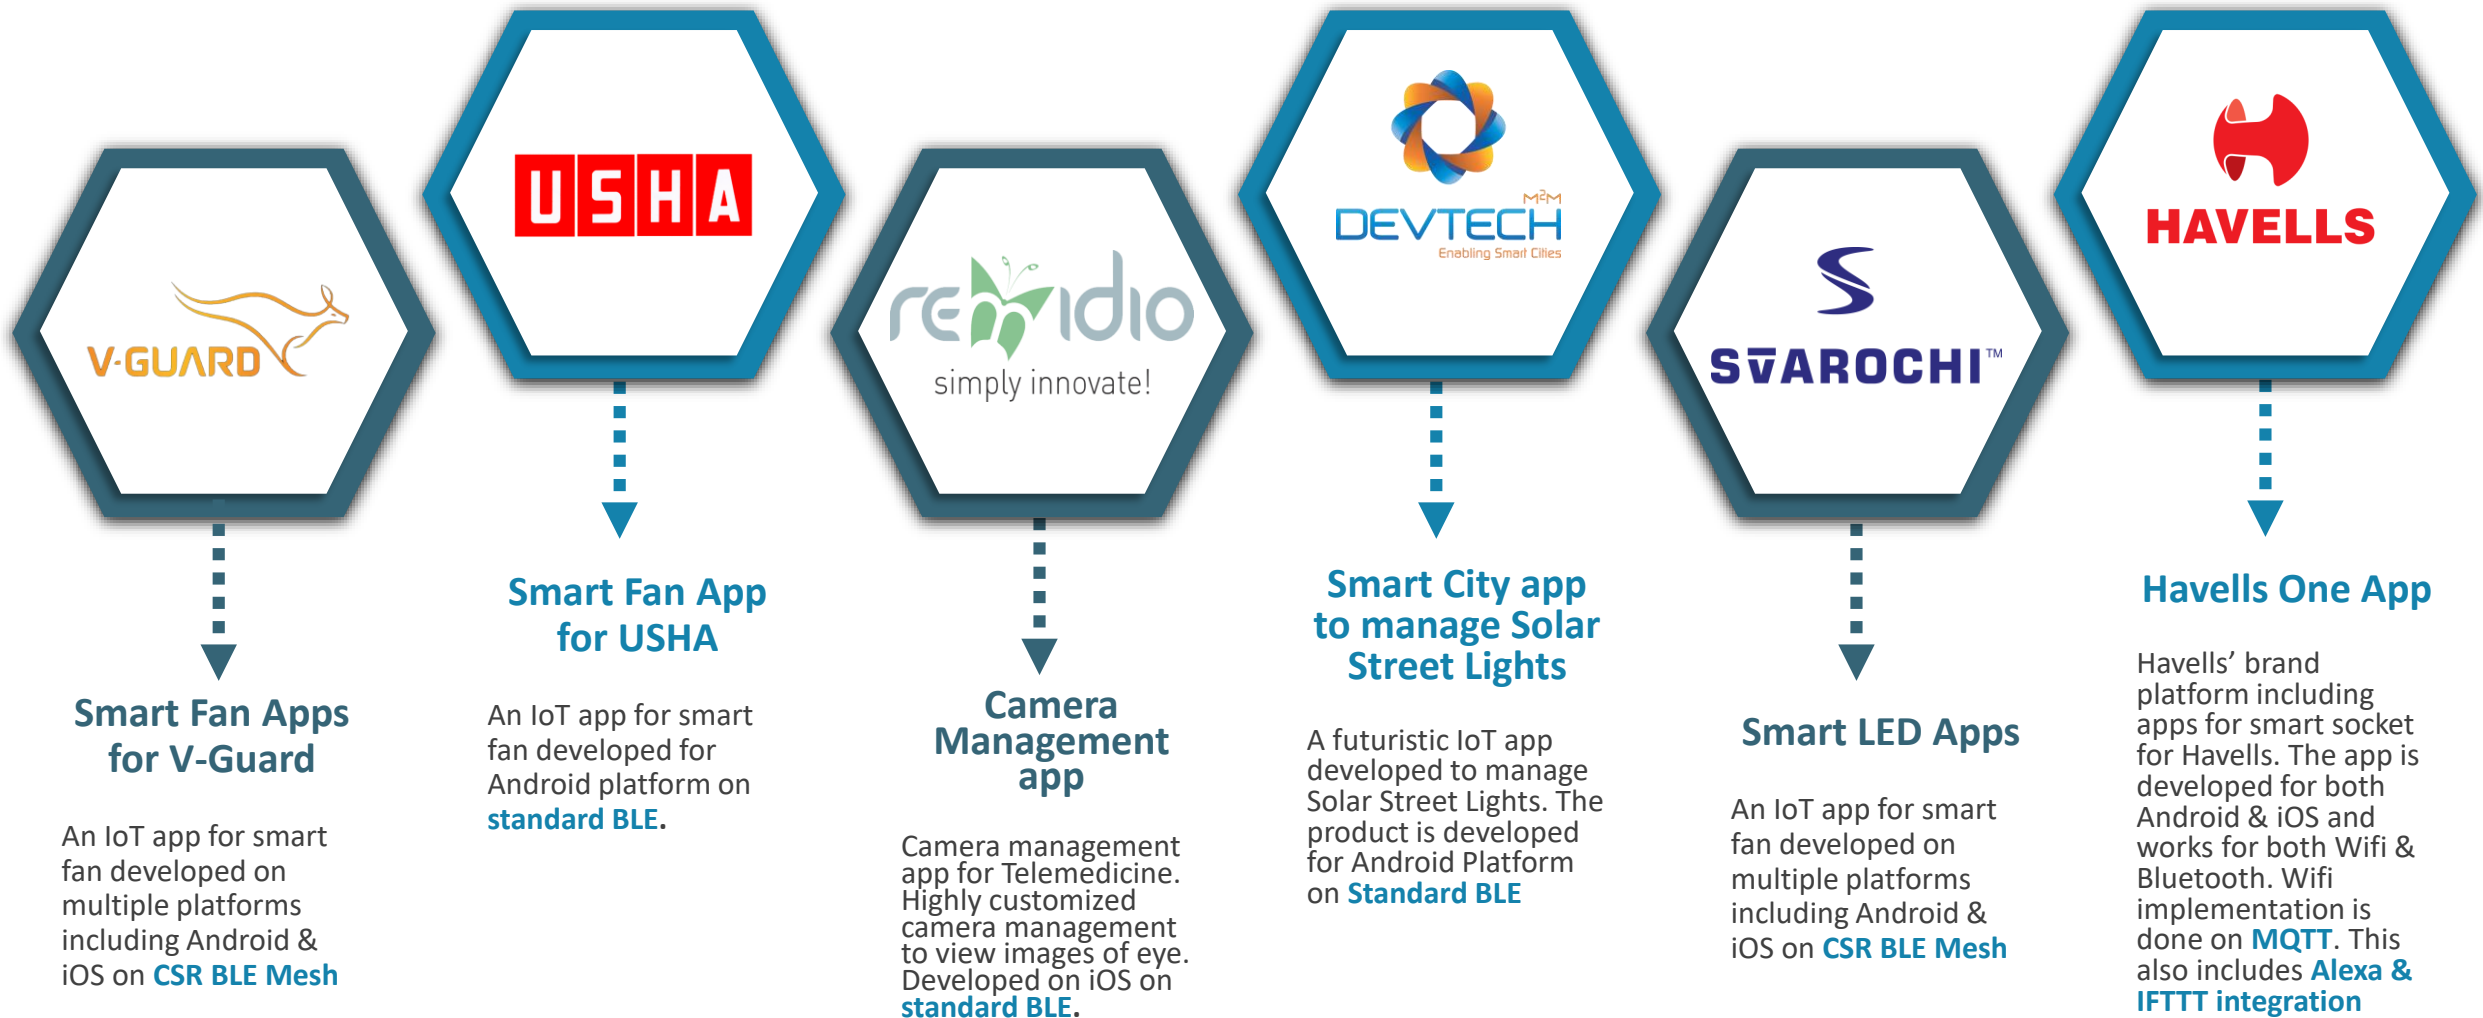 V-GUARD
Smart Fan Apps
for V-Guard
An IoT app for smart
fan developed on
multiple platforms
including Android &
iOS on CSR BLE Mesh
USHA
Smart Fan App
for USHA
An IoT app for smart
fan developed for
Android platform on
standard BLE.
remidio
simply innovate!
Camera
Management
app
Camera management
app for Telemedicine.
Highly customized
camera management
to view images of eye.
Developed on iOS on
standard BLE.
M2M
DEVTECH
Enabling Smart Cities
Smart City app
to manage Solar
Street Lights
A futuristic IoT app
developed to manage
Solar Street Lights. The
product is developed
for Android Platform
on Standard BLE
SVAROCHI™
Smart LED Apps
An IoT app for smart
fan developed on
multiple platforms
including Android &
iOS on CSR BLE Mesh
HAVELLS
Havells One App
Havells’ brand
platform including
apps for smart socket
for Havells. The app is
developed for both
Android & iOS and
works for both Wifi &
Bluetooth. Wifi
implementation is
done on MQTT. This
also includes Alexa &
IFTTT integration